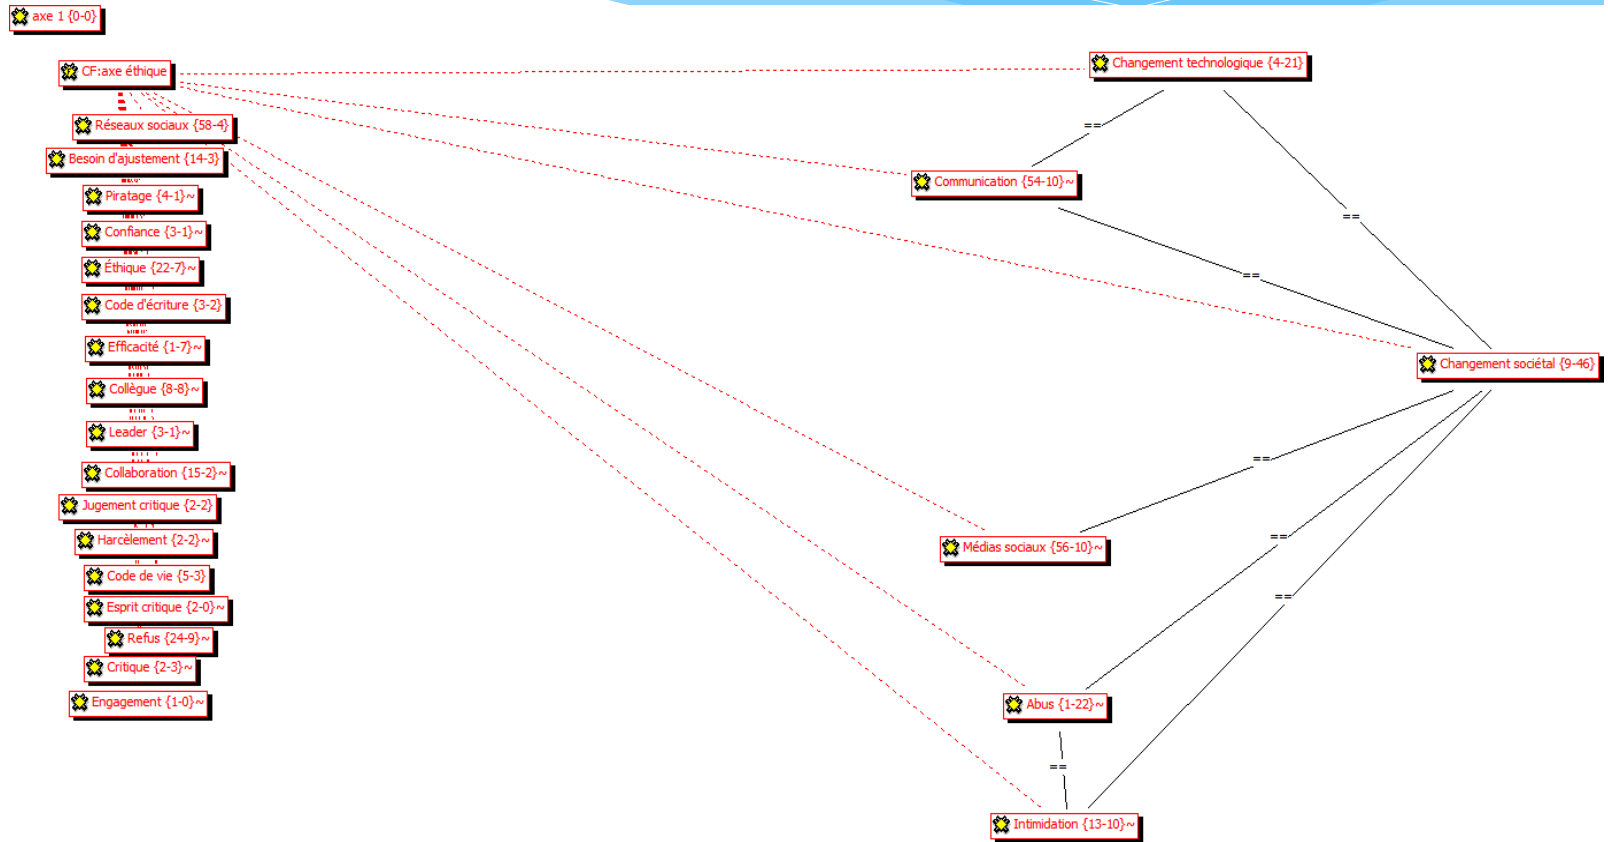 axe 1 {0-0}
CF:axe éthique
Changement technologique {4-21}
Réseaux sociaux {58-4}
==
Besoin d'ajustement {14-3}
Communication {54-10}~
Piratage {4-1}~
==
Confiance {3-1}~
Éthique {22-7}~
==
Code d'écriture {3-2}
Efficacité {1-7}~
Changement sociétal {9-46}
Collègue {8-8}~
Leader {3-1}~
==
Collaboration {15-2}~
Jugement critique {2-2}
==
Harcèlement {2-2}~
Médias sociaux {56-10}~
Code de vie {5-3}
==
Esprit critique {2-0}~
Refus {24-9}~
Critique {2-3}~
Engagement {1-0}~
Abus {1-22}~
==
Intimidation {13-10}~